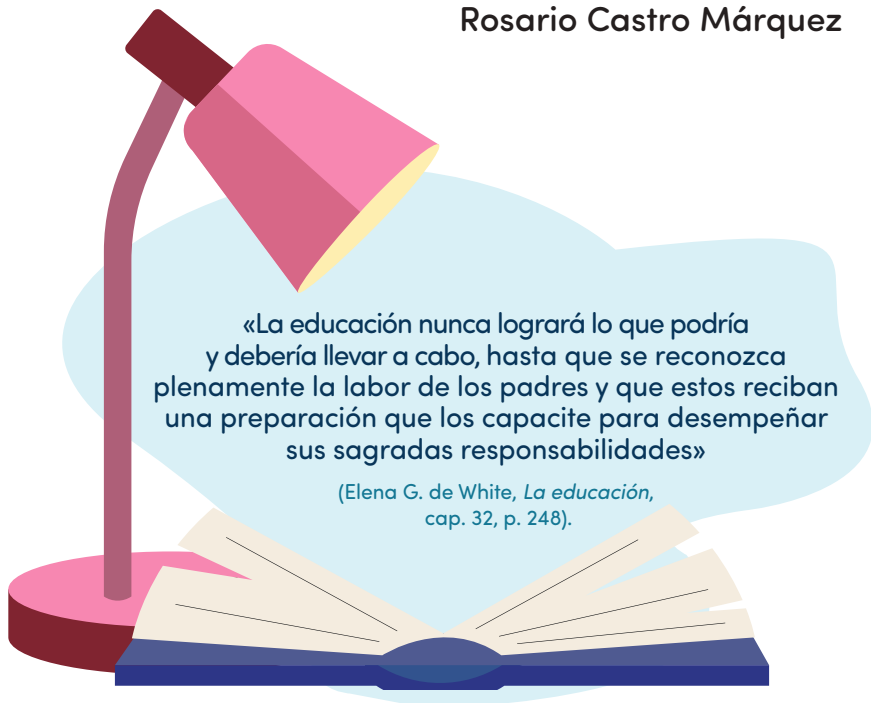 Rosario Castro Márquez
«La educación nunca logrará lo que podría
y debería llevar a cabo, hasta que se reconozca
plenamente la labor de los padres y que estos reciban
una preparación que los capacite para desempeñar
sus sagradas responsabilidades»
(Elena G. de White, La educación,
cap. 32, p. 248).